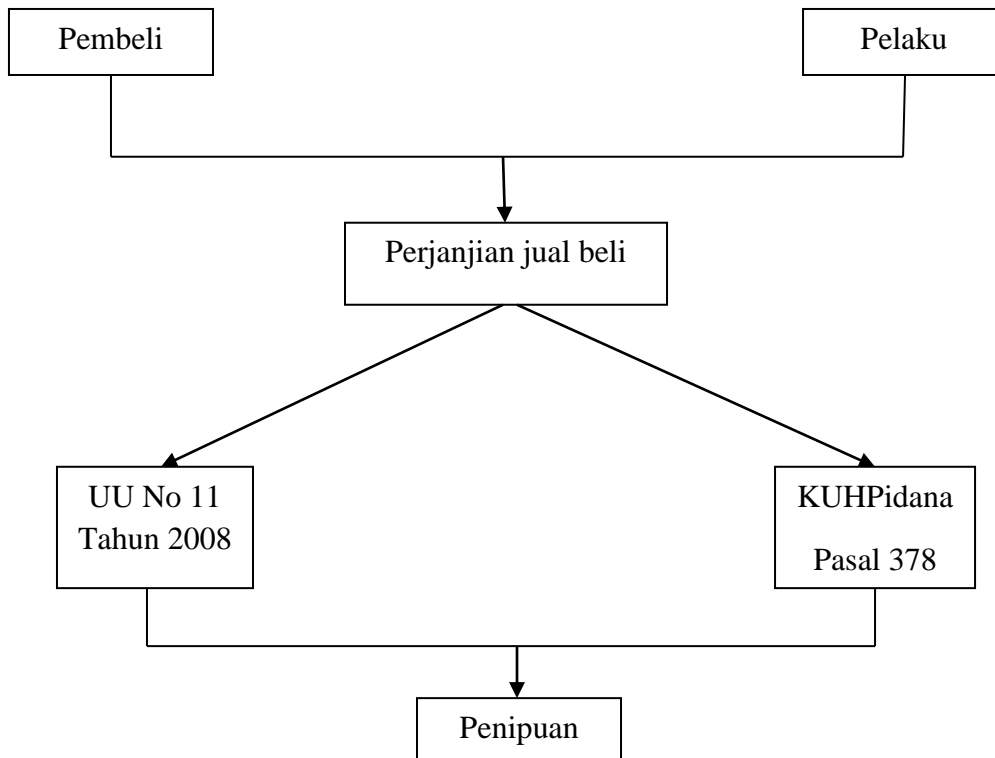 Pembeli
Pelaku
Perjanjian jual beli
UU No 11
Tahun 2008
KUHPidana
Pasal 378
Penipuan